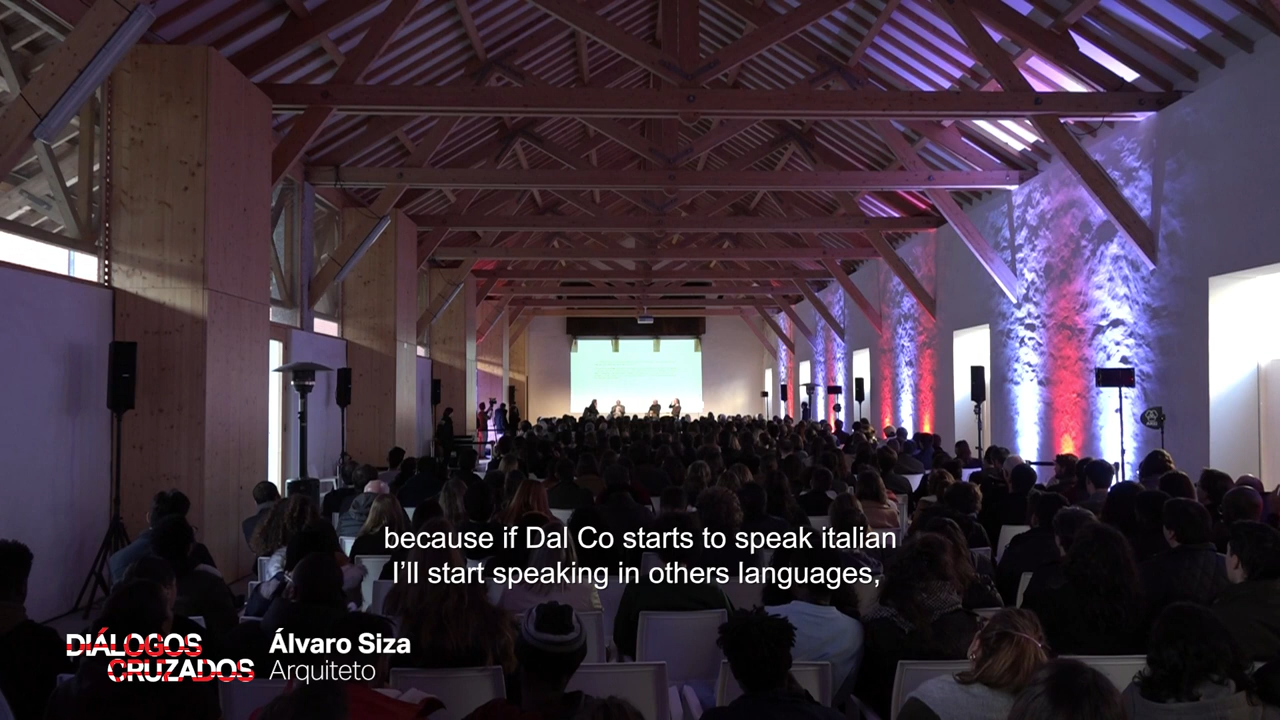 because if Dal Co starts to speak italian
I'll start speaking in others languages,
DIÁLOGOS
CRUZADOS
Álvaro Siza
Arquiteto